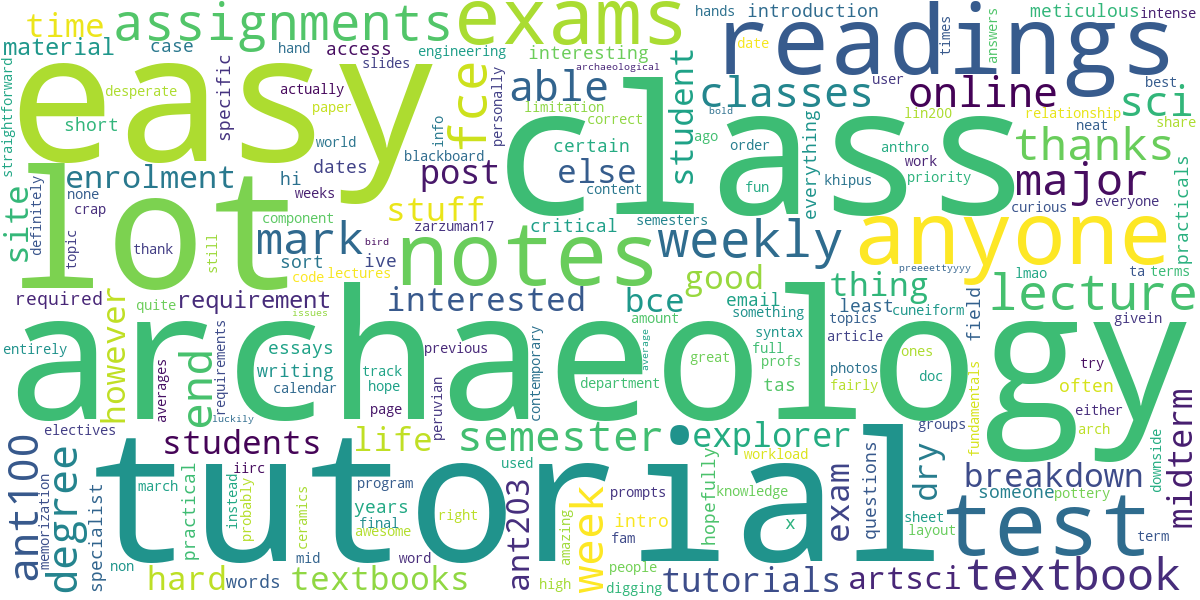 time
assignments
exams
readings
hands
introduction
meticulous
intense
material
case
hand
access
engineering
interesting
archaeological
date
times
answers
straightforward
easy
desperate
slides
specific
actually
paper
short
world
fce
personally
able
limitation
correct
certain
student
classes
bold
ago
user
online
lin200
relationship
best
sci
share
neat
thanks
info
blackboard
dates
enrolment
hi
post
else
content
order
fun
everything
anthro
work
priority
khipus
major
curious
everyone
practicals
site
definitely
none
crap
weeks
component
stuff
zarzuman17
critical
semesters
class
anyone
lot
topic
thank
still
mark
sort
code
lectures
bird
ive
notes
weekly
good
preeeettyyyy
thing
lmao
ta
terms
lecture
required
quite
requirement
issues
interested
bce
email
something
least
cuneiform
field
givein
however
entirely
end
essays
writing
calendar
track
hope
previous
page
contemporary
amount
department
average
great
syntax
full
profs
tas
topics
article
photos
fairly
ones
doc
try
often
either
arch
averages
requirements
luckily
peruvian
archaeology
electives
students
life
semester
explorer
groups
fundamentals
downside
midterm
ant100
memorization
degree
specialist
march
practical
instead
iirc
probably
ceramics
program
years
final
awesome
mid
word
used
right
tutorial
workload
prompts
knowledge
hopefully
x
exam
questions
dry
sheet
layout
breakdown
someone
pottery
test
term
non
hard
words
textbooks
high
ant203
amazing
week
intro
fam
people
digging
tutorials
artsci
textbook